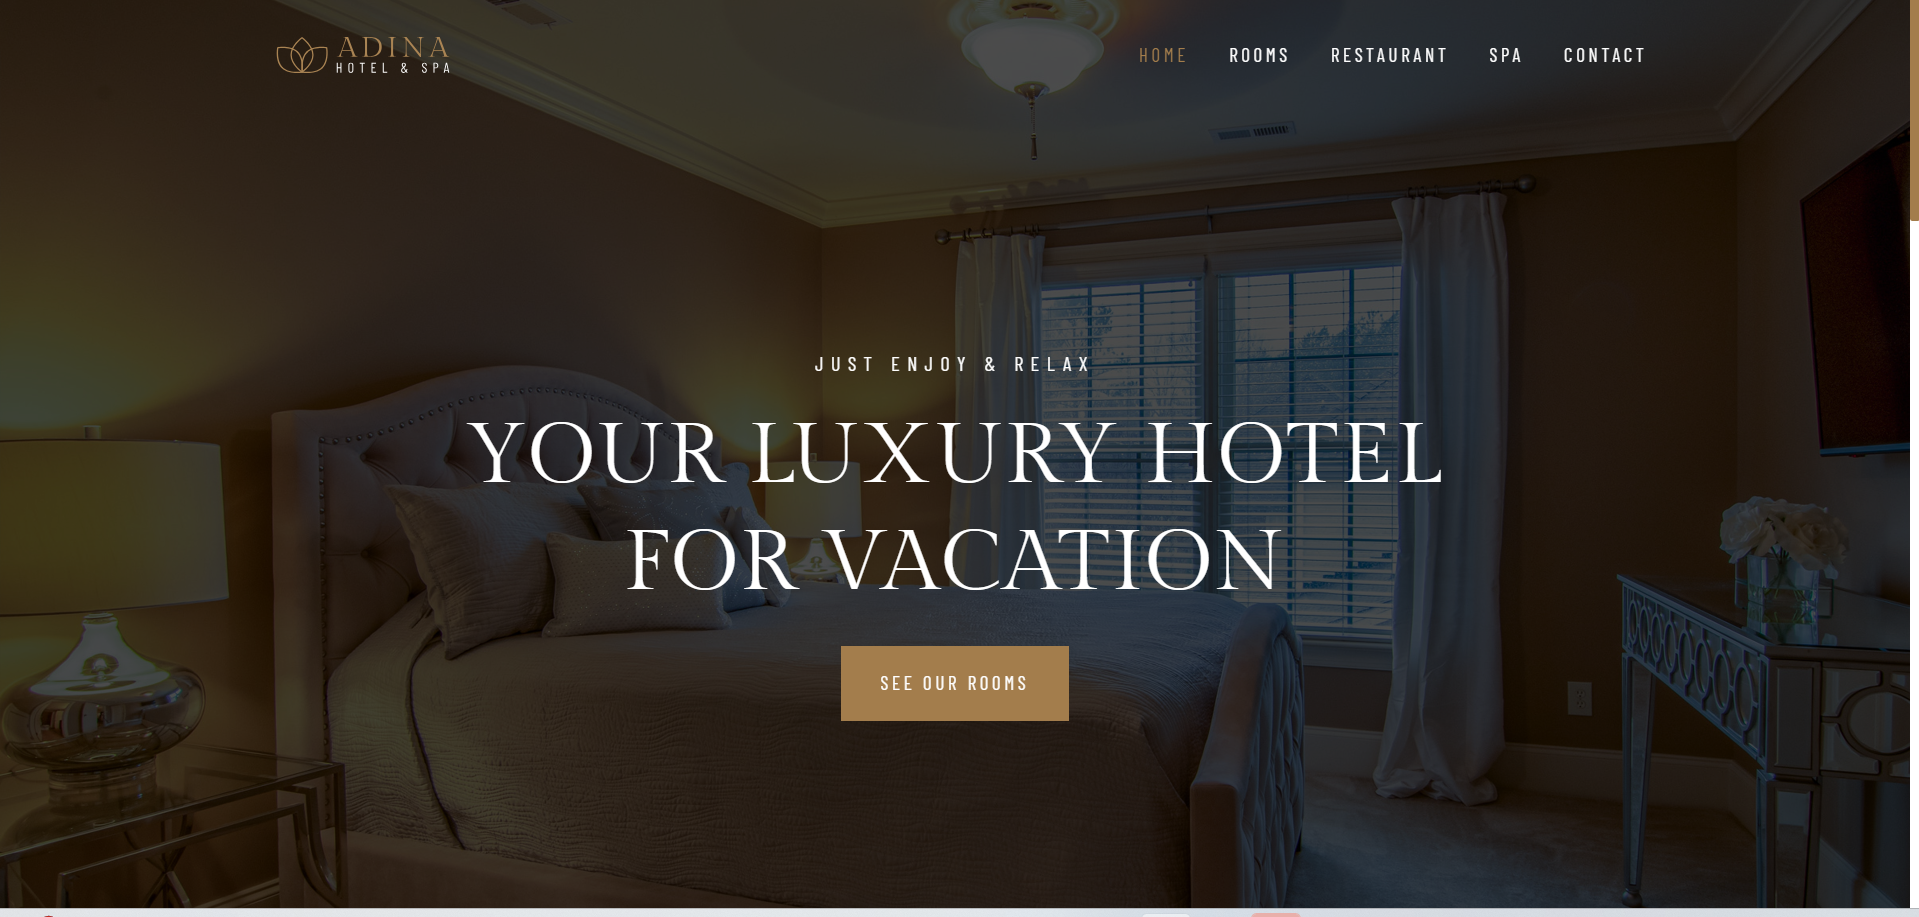 ADINA
HOTEL & SPA
HOME
ROOMS
RESTAURANT
SPA
CONTACT
JUST ENJOY & RELAX
YOUR LUXURY HOTEL
FOR VACATION
SEE OUR ROOMS